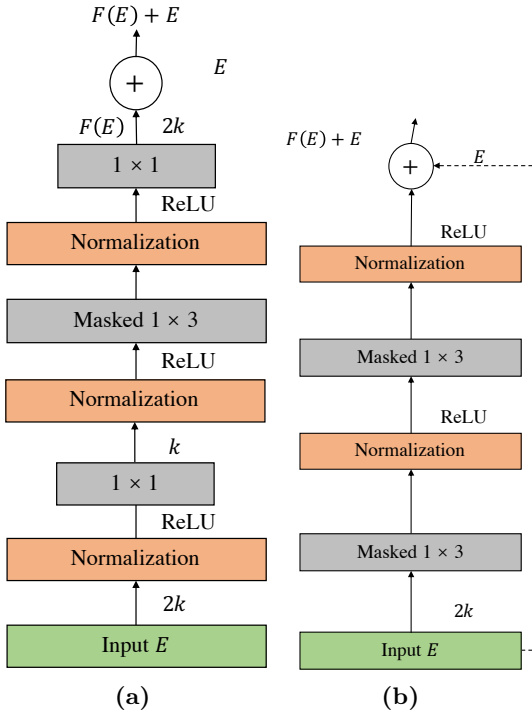 F(E) + E
E
+
F(E) 2k
1 × 1
ReLU
Normalization
Masked 1 × 3
ReLU
Normalization
k
1 × 1
ReLU
Normalization
2k
Input E
(a)
F(E) + E
+
E
ReLU
Normalization
Masked 1 × 3
ReLU
Normalization
Masked 1 × 3
2k
Input E
(b)